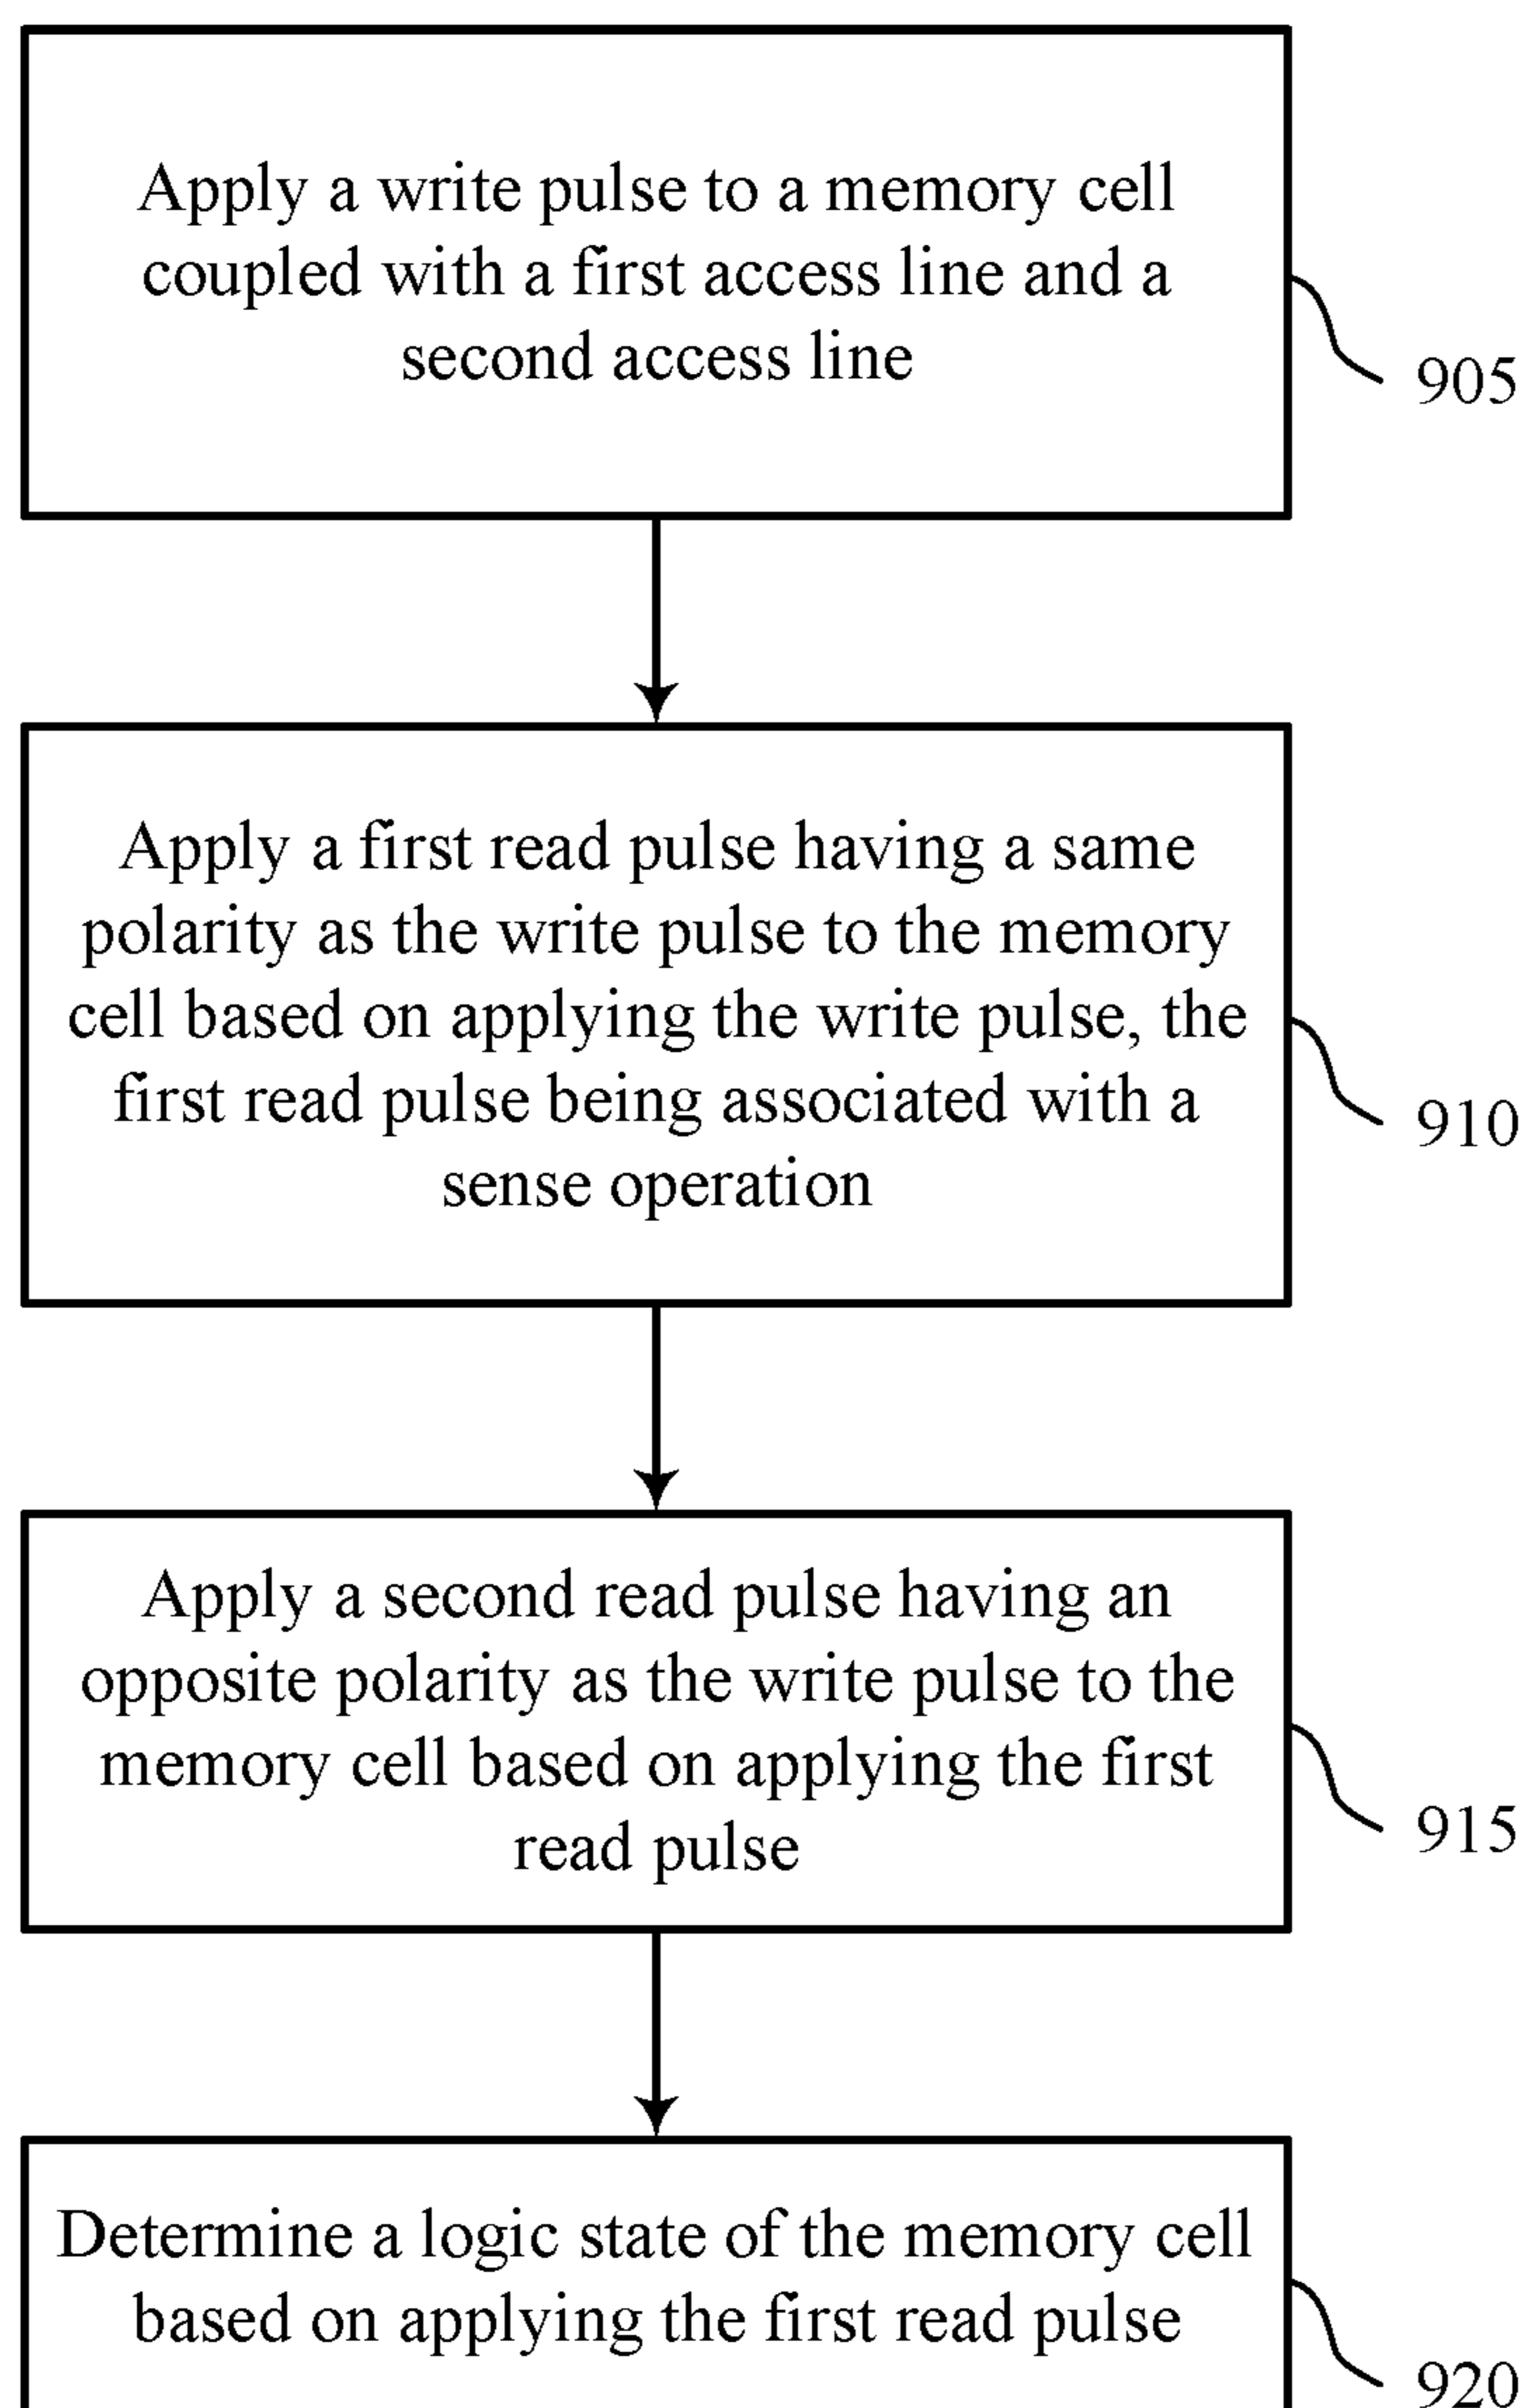 Apply a write pulse to a memory cell
coupled with a first access line and a
second access line
905
Apply a first read pulse having a same
polarity as the write pulse to the memory
cell based on applying the write pulse, the
first read pulse being associated with a
sense operation
910
Apply a second read pulse having an
opposite polarity as the write pulse to the
memory cell based on applying the first
read pulse
915
Determine a logic state of the memory cell
based on applying the first read pulse
920